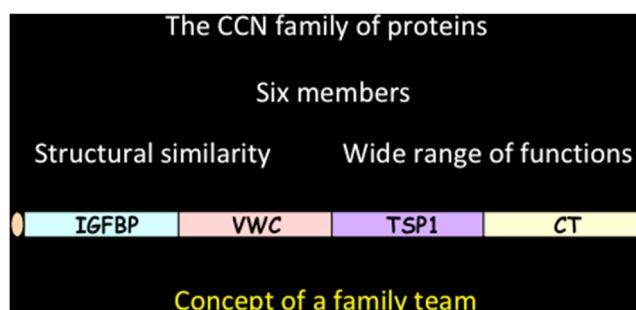 The CCN family of proteins
Six members
Structural similarity Wide range of functions
IGFBP VWC TSP1 CT
Concept of a family team